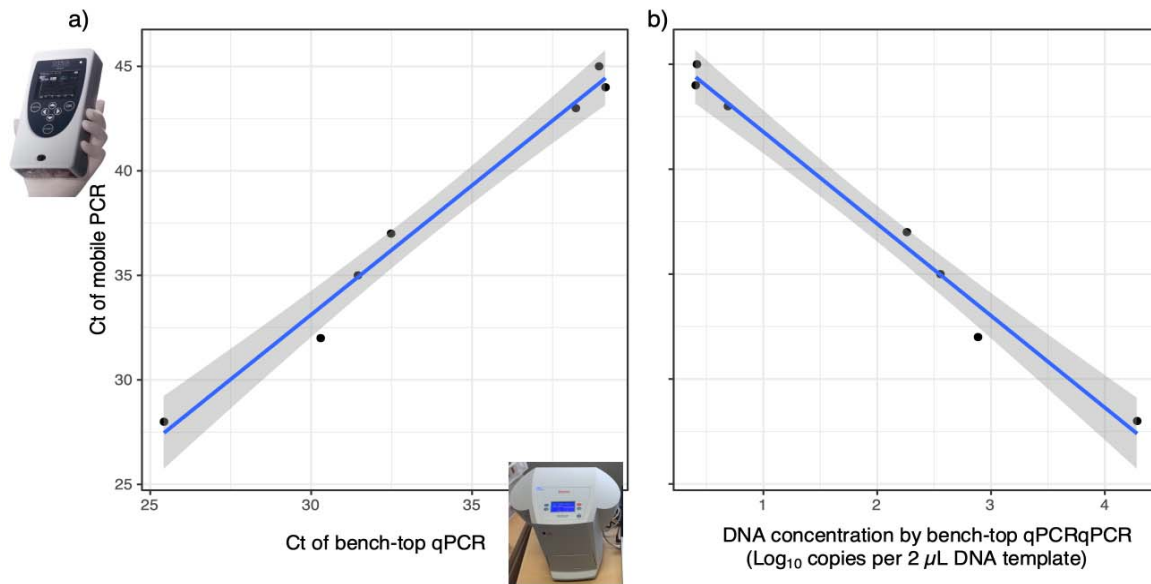 a)
b)
Ct of mobile PCR
45
40
35
30
25
25
30
35
Ct of bench-top qPCR
1
2
3
4
DNA concentration by bench-top qPCRqPCR
(Log₁₀ copies per 2 µL DNA template)